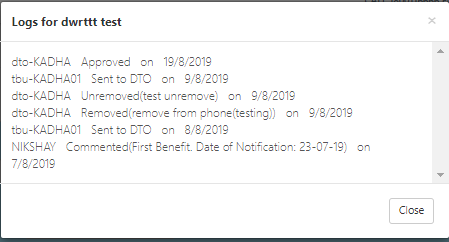 Logs for dwrttt test
×
dto-KADHA Approved on 19/8/2019
tbu-KADHA01 Sent to DTO on 9/8/2019
dto-KADHA Unremoved(test unremove) on 9/8/2019
dto-KADHA Removed(remove from phone(testing)) on 9/8/2019
tbu-KADHA01 Sent to DTO on 8/8/2019
NIKSHAY Commented(First Benefit. Date of Notification: 23-07-19) on
7/8/2019
Close